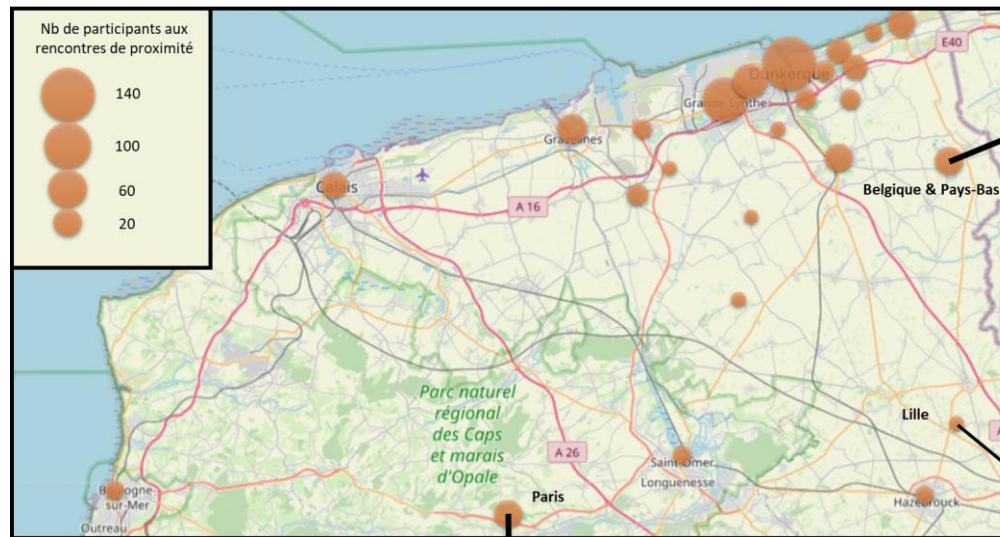 Nb de participants aux
rencontres de proximité
140
100
60
20
E40
Dunkerque
Grande-Synthe
Gravelines
Calais
A 16
Belgique & Pays-Bas
Parc naturel
régional
des Caps
et marais
d'Opale
Lille
A 26
Saint-Omer
Longuenesse
Paris
Boulogne-
sur-Mer
Hazebrouck
Outreau
A